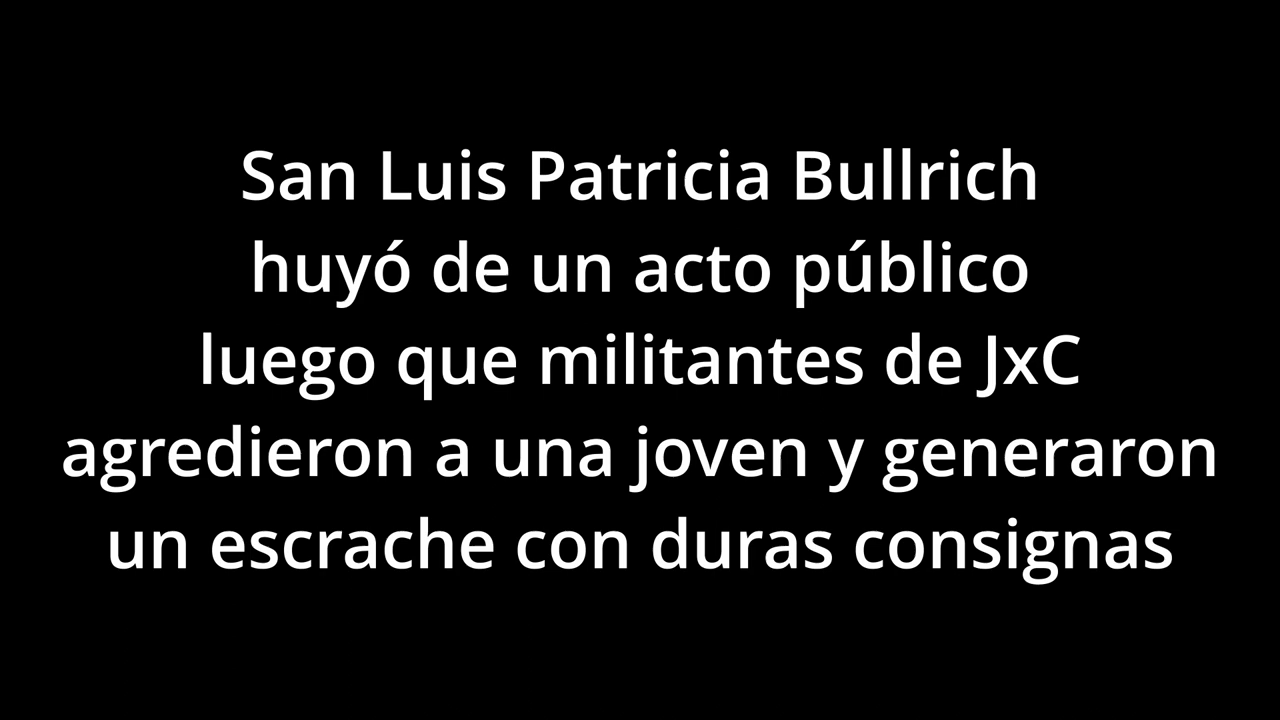 San Luis Patricia Bullrich
huyó de un acto público
luego que militantes de JxC
agredieron a una joven y generaron
un escrache con duras consignas